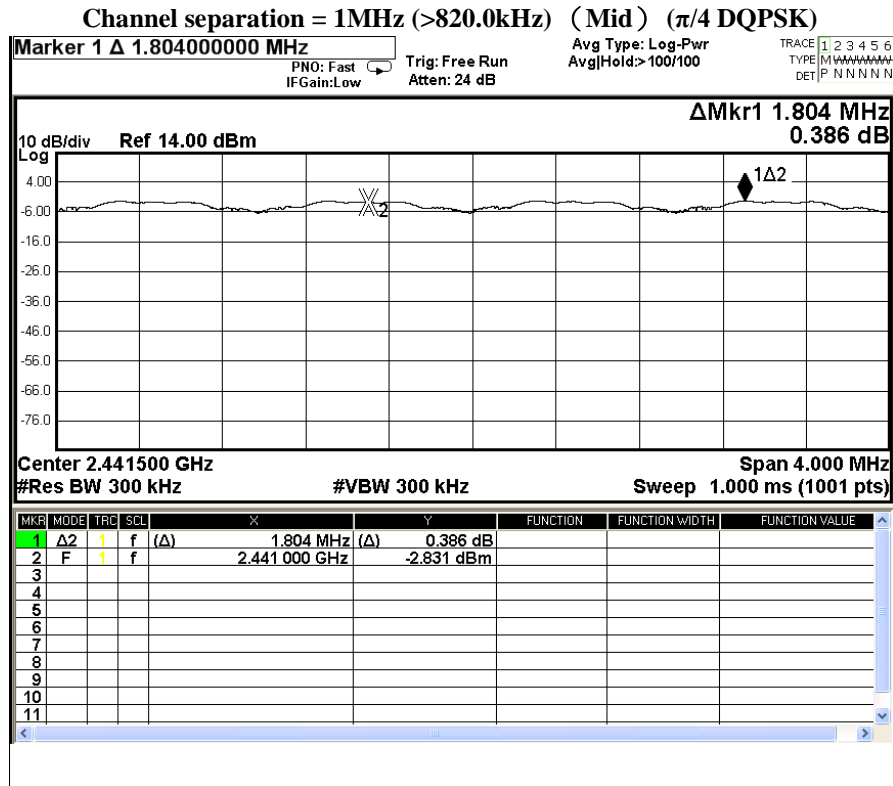 Channel separation = 1MHz (>820.0kHz) （Mid） (π/4 DQPSK)
Marker 1 Δ 1.804000000 MHz
PNO: Fast
IFGain:Low
Trig: Free Run
Atten: 24 dB
Avg Type: Log-Pwr
Avg|Hold:>100/100
TRACE 1 2 3 4 5 6
TYPE M
DET P N N N N N
ΔMkr1 1.804 MHz
0.386 dB
10 dB/div Ref 14.00 dBm
Log
4.00
-6.00
-16.0
-26.0
-36.0
-46.0
-56.0
-66.0
-76.0
1Δ2
2
Center 2.441500 GHz Span 4.000 MHz
#Res BW 300 kHz #VBW 300 kHz Sweep 1.000 ms (1001 pts)
MKR MODE TRC SCL X Y FUNCTION FUNCTION WIDTH FUNCTION VALUE
1 Δ2 1 f (Δ) 1.804 MHz (Δ) 0.386 dB
2 F 1 f 2.441 000 GHz -2.831 dBm
3
4
5
6
7
8
9
10
11